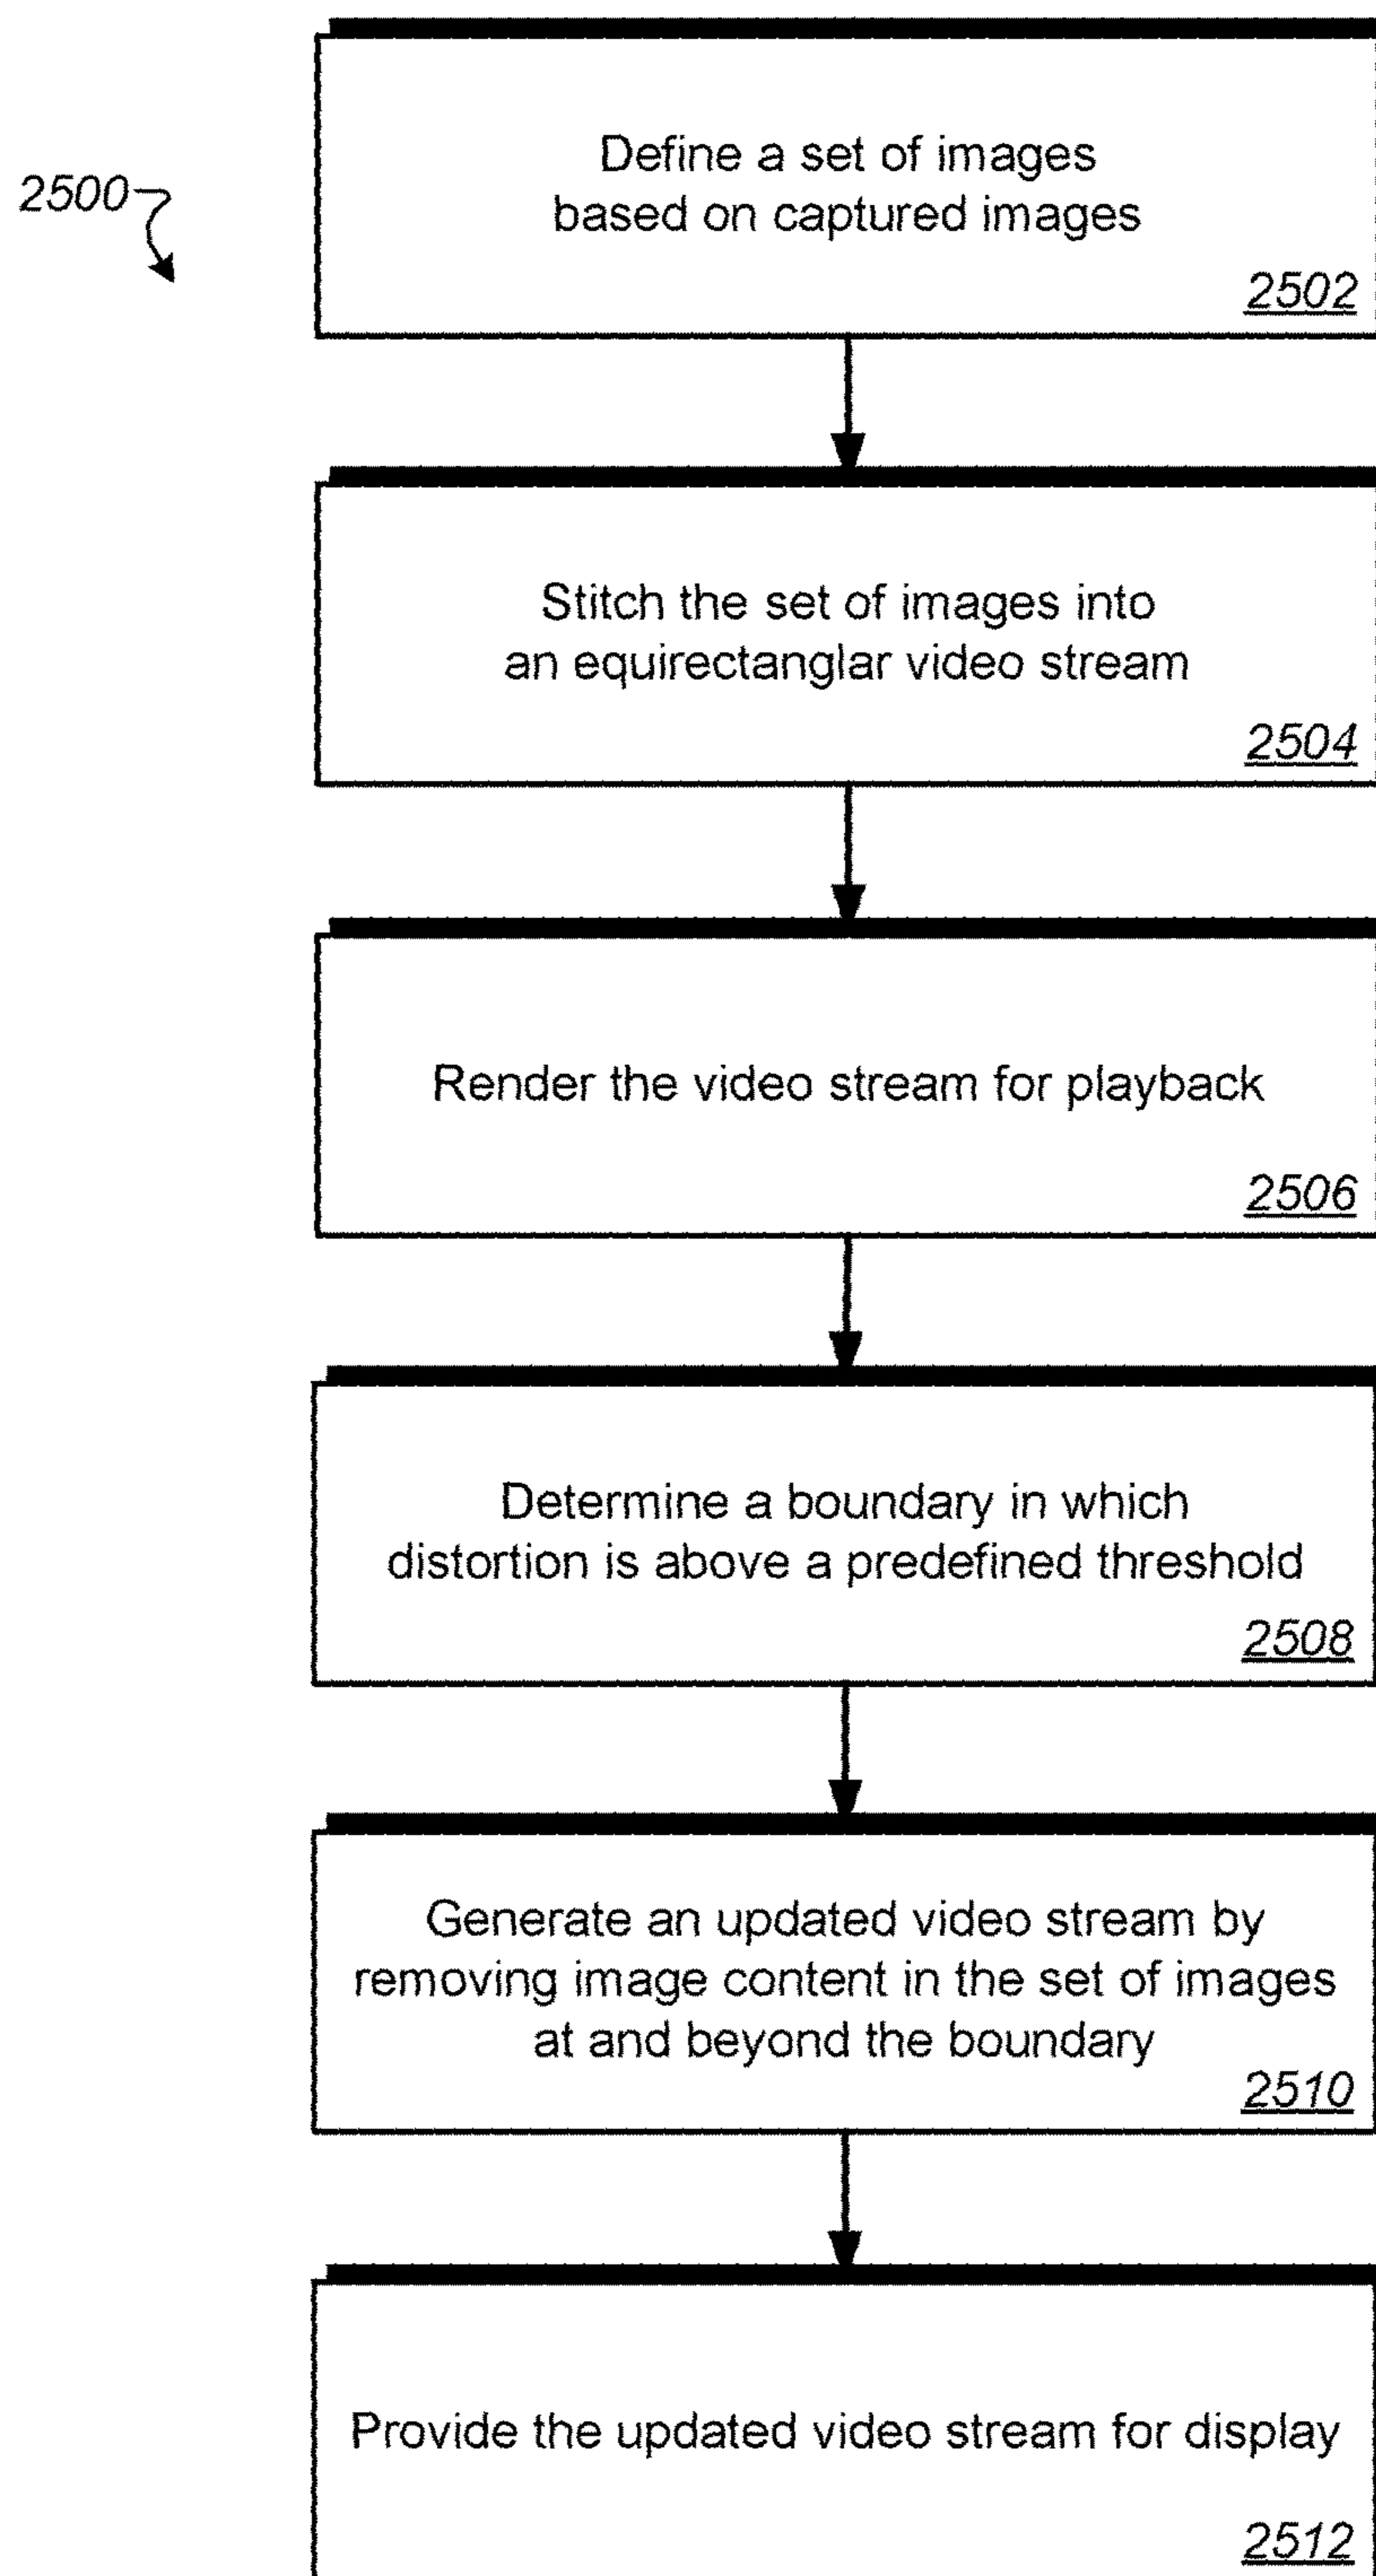 2500
Define a set of images
based on captured images
2502
Stitch the set of images into
an equirectanglar video stream
2504
Render the video stream for playback
2506
Determine a boundary in which
distortion is above a predefined threshold
2508
Generate an updated video stream by
removing image content in the set of images
at and beyond the boundary
2510
Provide the updated video stream for display
2512